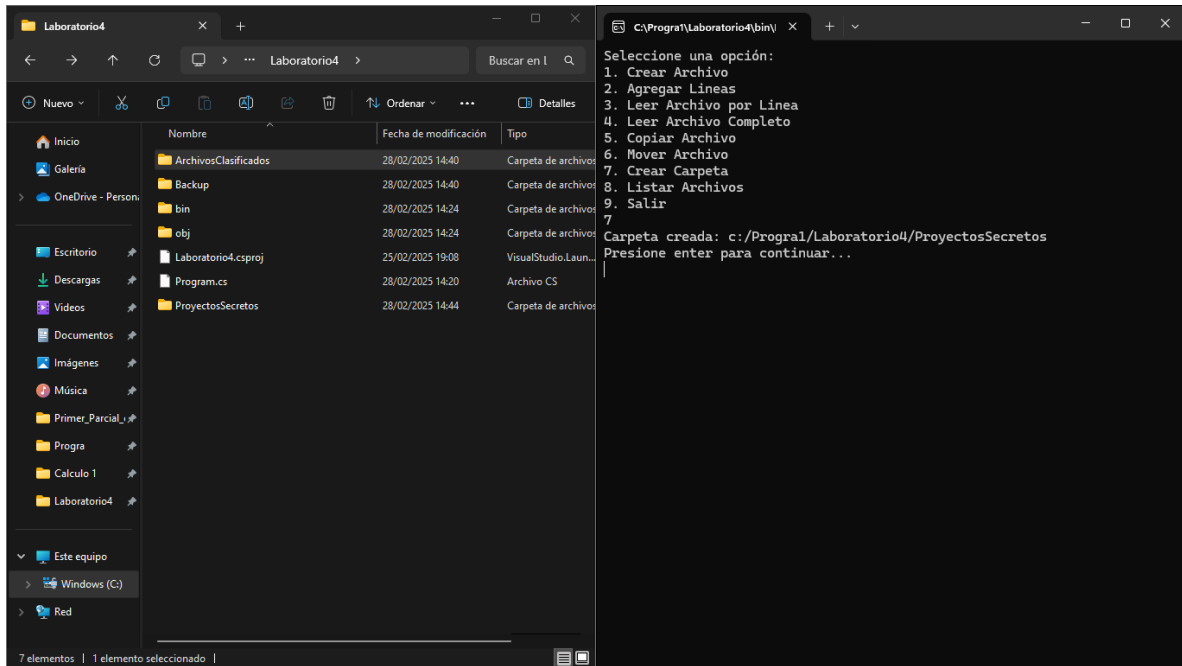 Laboratorio4
Laboratorio4
Buscar en L
Nuevo
Ordenar
Detalles
Nombre Fecha de modificación Tipo
Inicio
Galería
OneDrive - Persona
Escritorio
Descargas
Videos
Documentos
Imágenes
Música
Primer_Parcial_
Progra
Calculo 1
Laboratorio4
Este equipo
Windows (C:)
Red
ArchivosClasificados 28/02/2025 14:40 Carpeta de archivos
Backup 28/02/2025 14:40 Carpeta de archivos
bin 28/02/2025 14:24 Carpeta de archivos
obj 28/02/2025 14:24 Carpeta de archivos
Laboratorio4.csproj 25/02/2025 19:08 VisualStudio.Laun...
Program.cs 28/02/2025 14:20 Archivo CS
ProyectosSecretos 28/02/2025 14:44 Carpeta de archivos
7 elementos 1 elemento seleccionado
C:\Progra1\Laboratorio4\bin\
Seleccione una opción:
1. Crear Archivo
2. Agregar Lineas
3. Leer Archivo por Linea
4. Leer Archivo Completo
5. Copiar Archivo
6. Mover Archivo
7. Crear Carpeta
8. Listar Archivos
9. Salir
7
Carpeta creada: c:/Progra1/Laboratorio4/ProyectosSecretos
Presione enter para continuar...